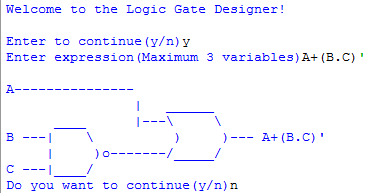 Welcome to the Logic Gate Designer!
Enter to continue(y/n)y
Enter expression(Maximum 3 variables)A+(B.C)'
A
B
A+(B.C)'
C
Do you want to continue(y/n)n